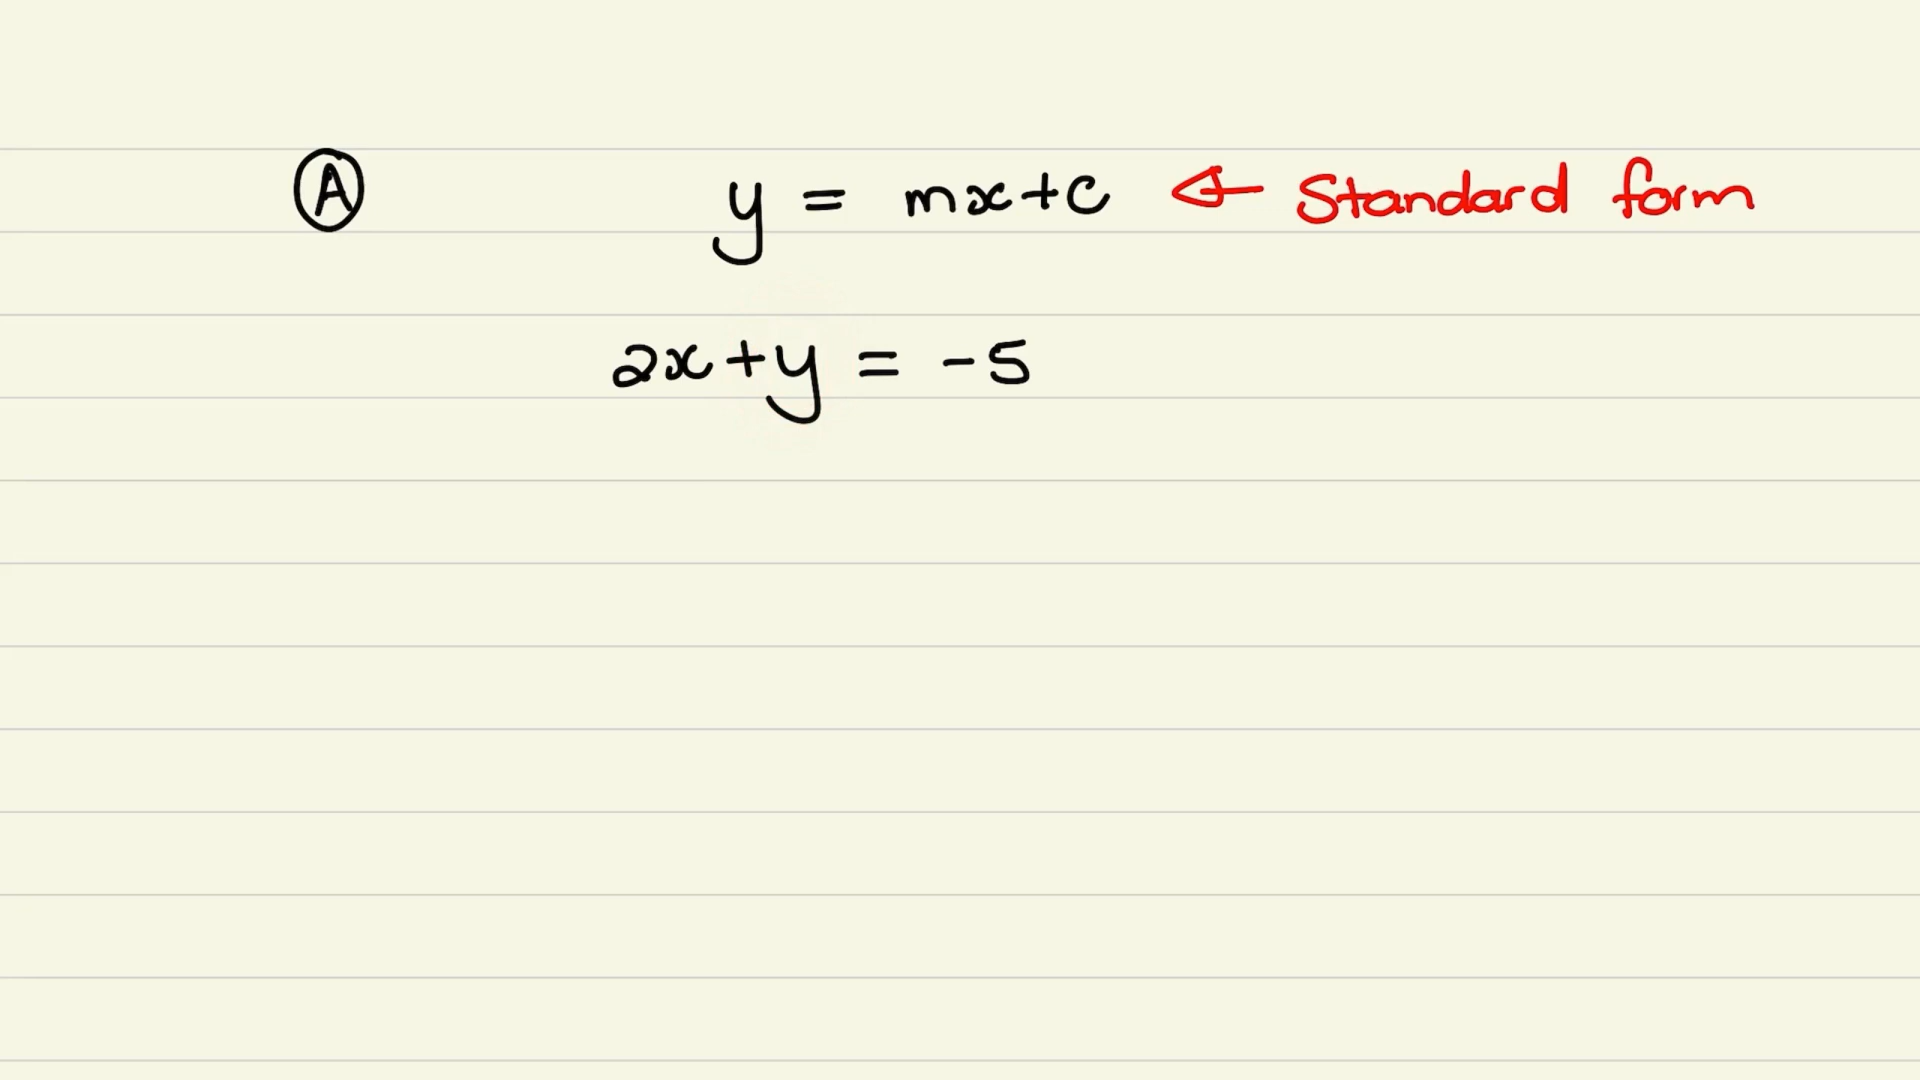 Ⓐ y = mx+c ← Standard form
2x+y = -5